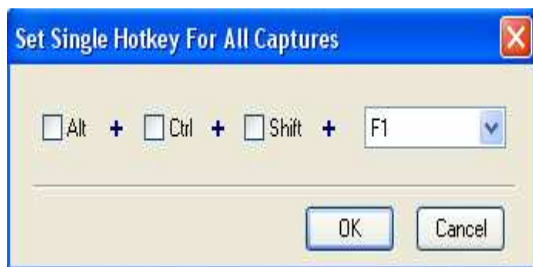 Set Single Hotkey For All Captures
Alt + Ctrl + Shift + F1
OK Cancel